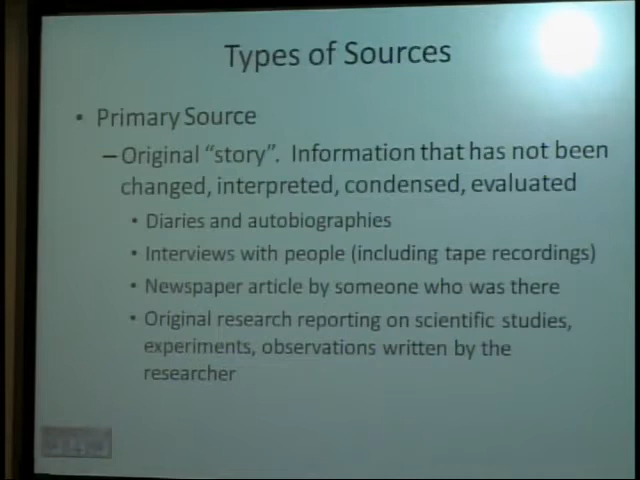 Types of Sources
• Primary Source
– Original "story". Information that has not been
changed, interpreted, condensed, evaluated
• Diaries and autobiographies
• Interviews with people (including tape recordings)
• Newspaper article by someone who was there
• Original research reporting on scientific studies,
experiments, observations written by the
researcher